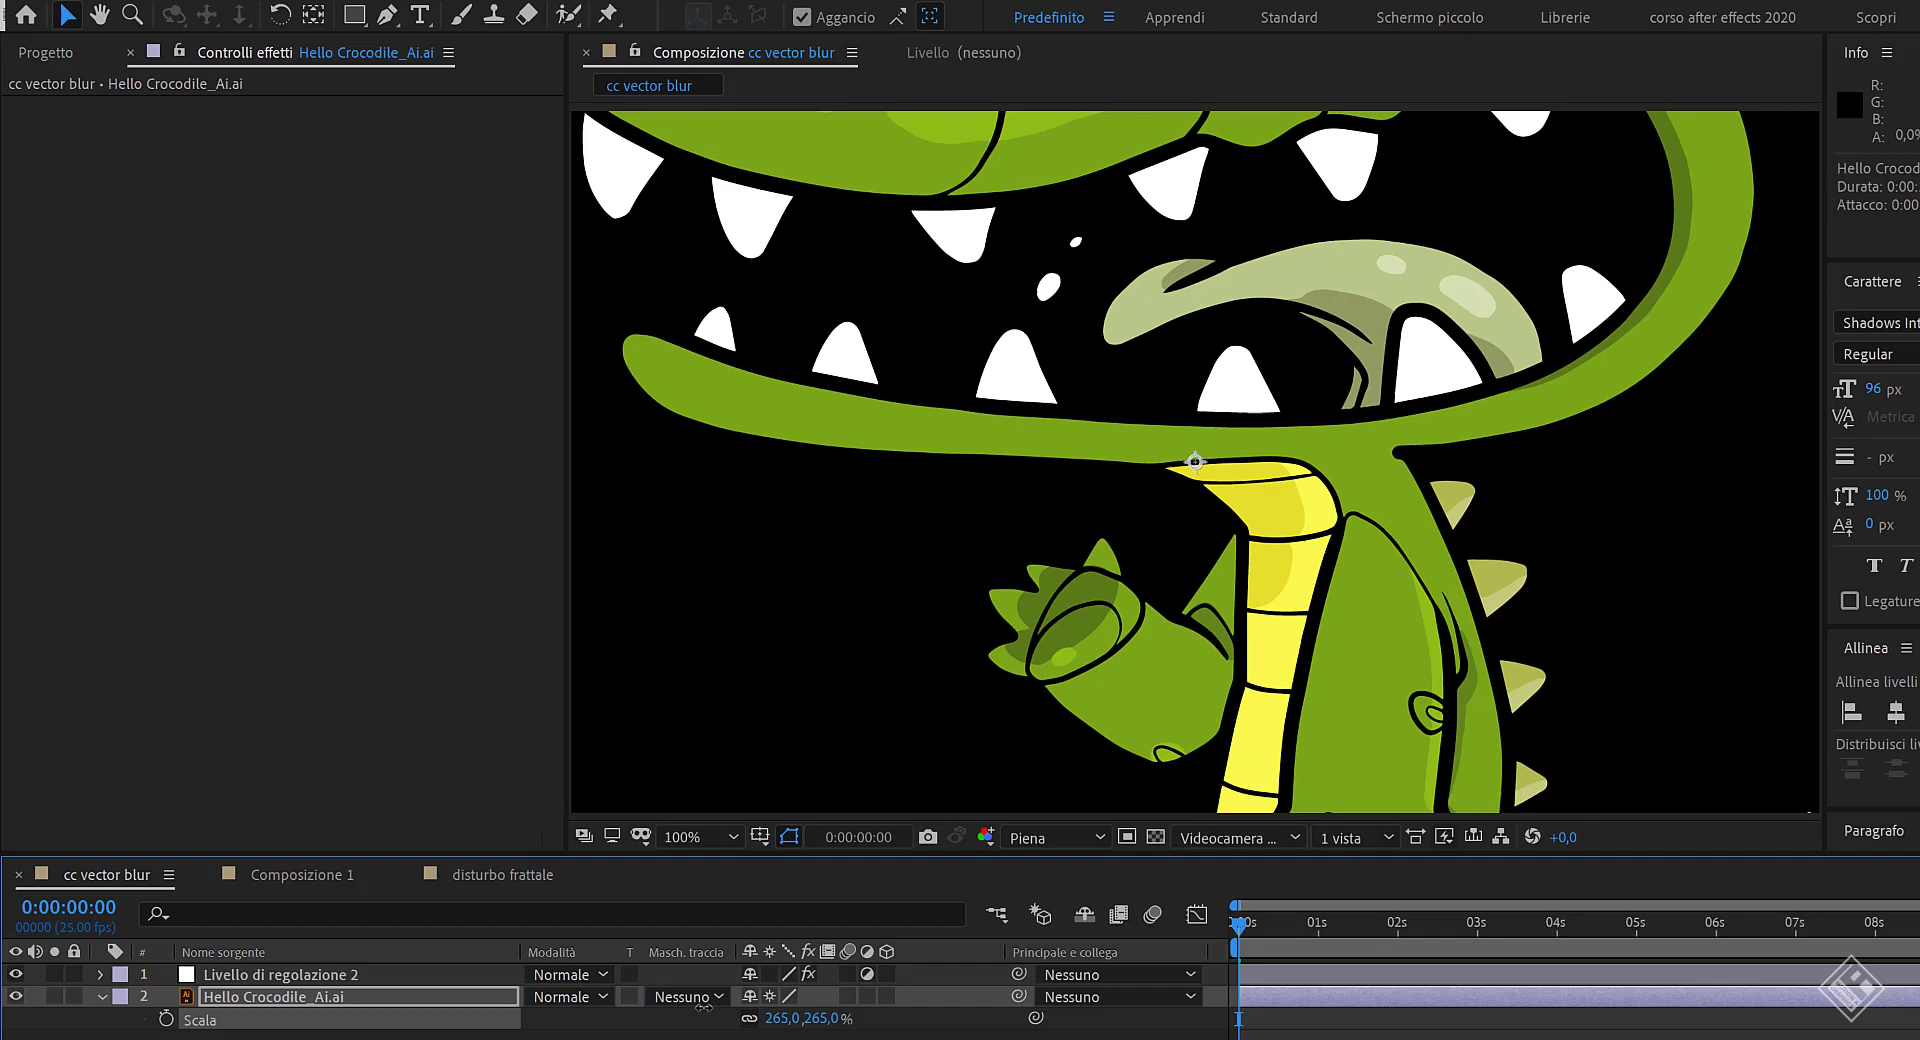 Aggancio
Predefinito
Apprendi
Standard
Schermo piccolo
Librerie
corso after effects 2020
Scopri
Progetto
Controlli effetti Hello Crocodile_Ai.ai
Composizione cc vector blur
Livello (nessuno)
Info
cc vector blur • Hello Crocodile_Ai.ai
cc vector blur
R:
G:
B:
A: 0,09
Hello Crocod
Durata: 0:00:
Attacco: 0:00
Carattere
Shadows Int
Regular
96 px
Metrica
- px
100 %
0 px
T T
Legature
Allinea
Allinea livelli
Distribuisci liv
Paragrafo
100%
0:00:00:00
Piena
Videocamera ...
1 vista
+0,0
cc vector blur
Composizione 1
disturbo frattale
0:00:00:00
00000 (25.00 fps)
01s 02s 03s 04s 05s 06s 07s 08s
# Nome sorgente Modalità T Masch. traccia fx Principale e collega
1 Livello di regolazione 2 Normale fx Nessuno
2 Ai Hello Crocodile_Ai.ai Normale Nessuno Nessuno
Scala 265,0,265,0%